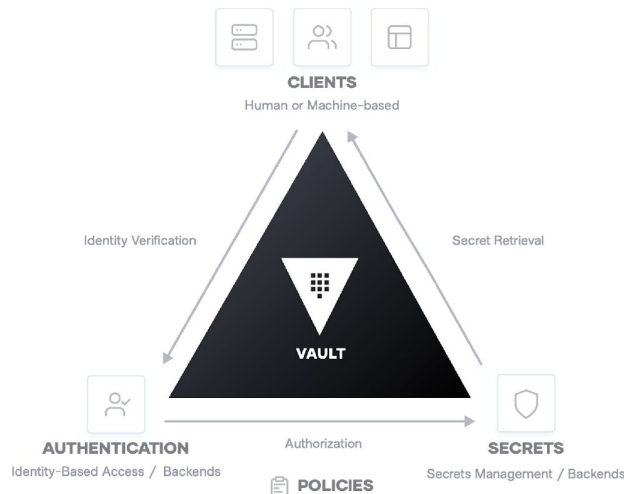 CLIENTS
Human or Machine-based
Identity Verification
Secret Retrieval
VAULT
AUTHENTICATION
Identity-Based Access / Backends
Authorization
POLICIES
SECRETS
Secrets Management / Backends